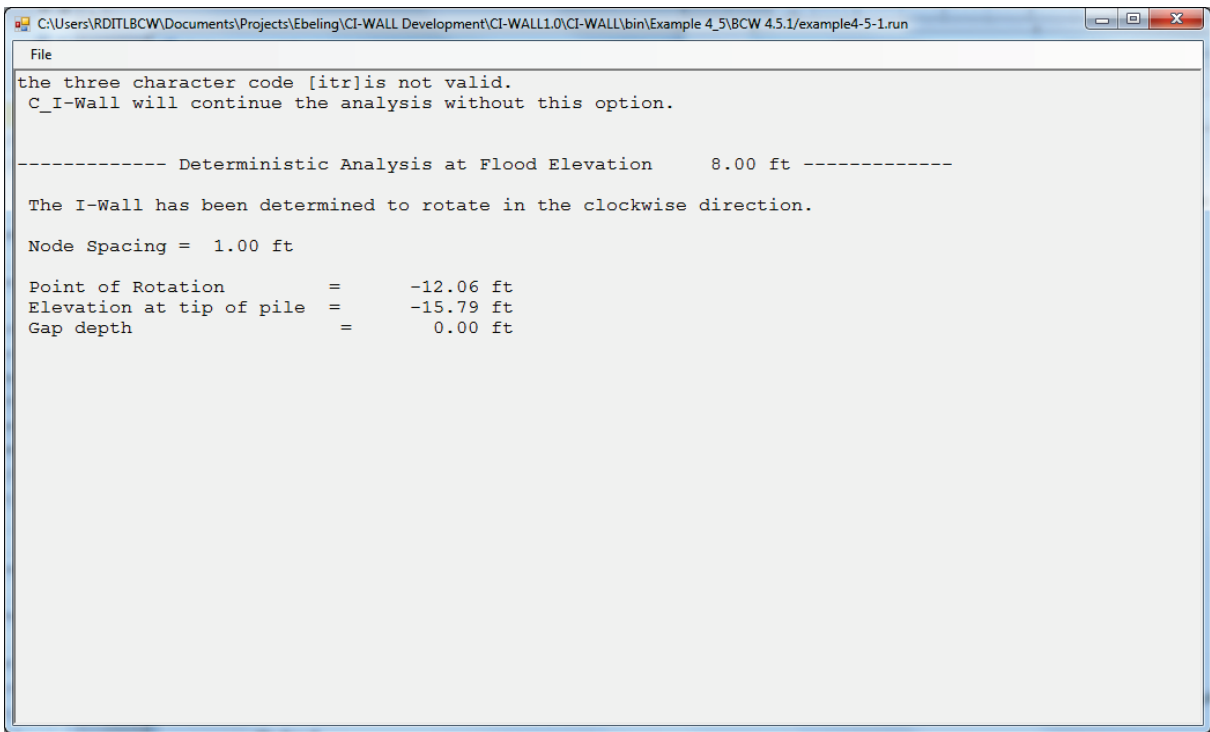 C:\Users\RDITLBCW\Documents\Projects\Ebeling\CI-WALL Development\CI-WALL1.0\CI-WALL\bin\Example 4_5\BCW 4.5.1/example4-5-1.run
File
the three character code [itr]is not valid.
C_I-Wall will continue the analysis without this option.
------------- Deterministic Analysis at Flood Elevation     8.00 ft -------------
The I-Wall has been determined to rotate in the clockwise direction.
Node Spacing =  1.00 ft
Point of Rotation         =      -12.06 ft
Elevation at tip of pile  =      -15.79 ft
Gap depth                  =        0.00 ft